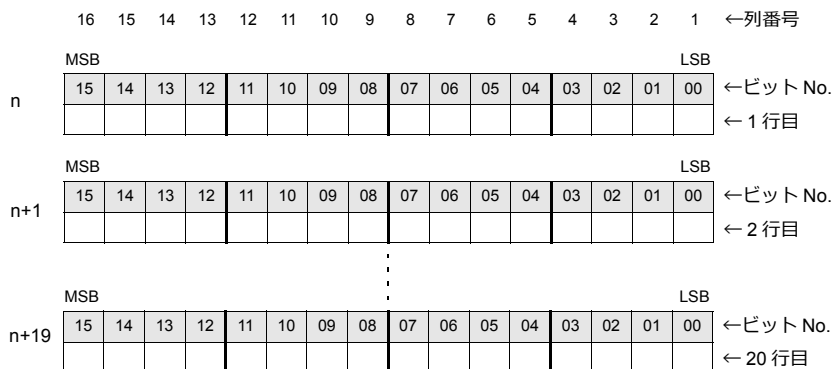 16 15 14 13 12 11 10 9 8 7 6 5 4 3 2 1 ←列番号
MSB LSB
n 15 14 13 12 11 10 09 08 07 06 05 04 03 02 01 00 ←ビット No.
←1 行目
MSB LSB
n+1 15 14 13 12 11 10 09 08 07 06 05 04 03 02 01 00 ←ビット No.
←2 行目
MSB LSB
n+19 15 14 13 12 11 10 09 08 07 06 05 04 03 02 01 00 ←ビット No.
←20 行目